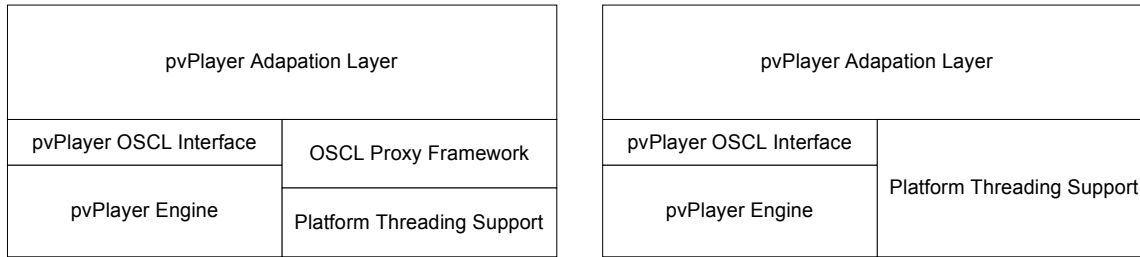 pvPlayer Adapation Layer
pvPlayer OSCL Interface
OSCL Proxy Framework
pvPlayer Engine
Platform Threading Support
pvPlayer Adapation Layer
pvPlayer OSCL Interface
Platform Threading Support
pvPlayer Engine